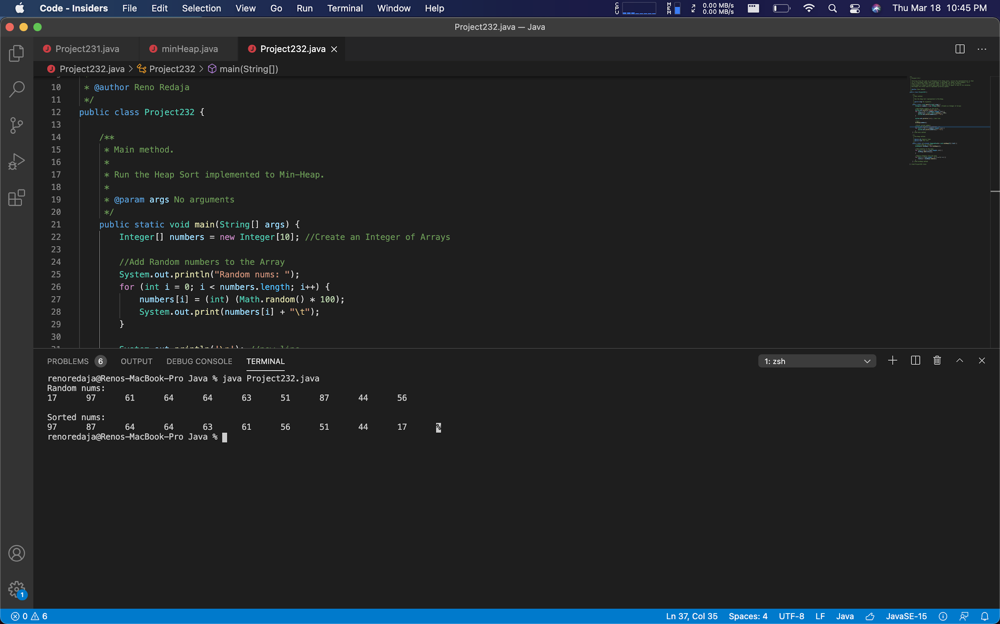 Code - Insiders File Edit Selection View Go Run Terminal Window Help CPU MEM 0.00 MB/s 0.00 MB/s Thu Mar 18 10:45 PM
Project232.java — Java
Project231.java minHeap.java Project232.java
Project232.java > Project232 > main(String[])
10 * @author Reno Redaja
11 */
12 public class Project232 {
13
14 /**
15 * Main method.
16 *
17 * Run the Heap Sort implemented to Min-Heap.
18 *
19 * @param args No arguments
20 */
21 public static void main(String[] args) {
22 Integer[] numbers = new Integer[10]; //Create an Integer of Arrays
23
24 //Add Random numbers to the Array
25 System.out.println("Random nums: ");
26 for (int i = 0; i < numbers.length; i++) {
27 numbers[i] = (int) (Math.random() * 100);
28 System.out.print(numbers[i] + "\t");
29 }
30
31 System.out.println('\n'); //new line
PROBLEMS 6 OUTPUT DEBUG CONSOLE TERMINAL 1: zsh
renoredaja@Renos-MacBook-Pro Java % java Project232.java
Random nums:
17 97 61 64 64 63 51 87 44 56
Sorted nums:
97 87 64 64 63 61 56 51 44 17 %
renoredaja@Renos-MacBook-Pro Java %
1
0 6 Ln 37, Col 35 Spaces: 4 UTF-8 LF Java JavaSE-15